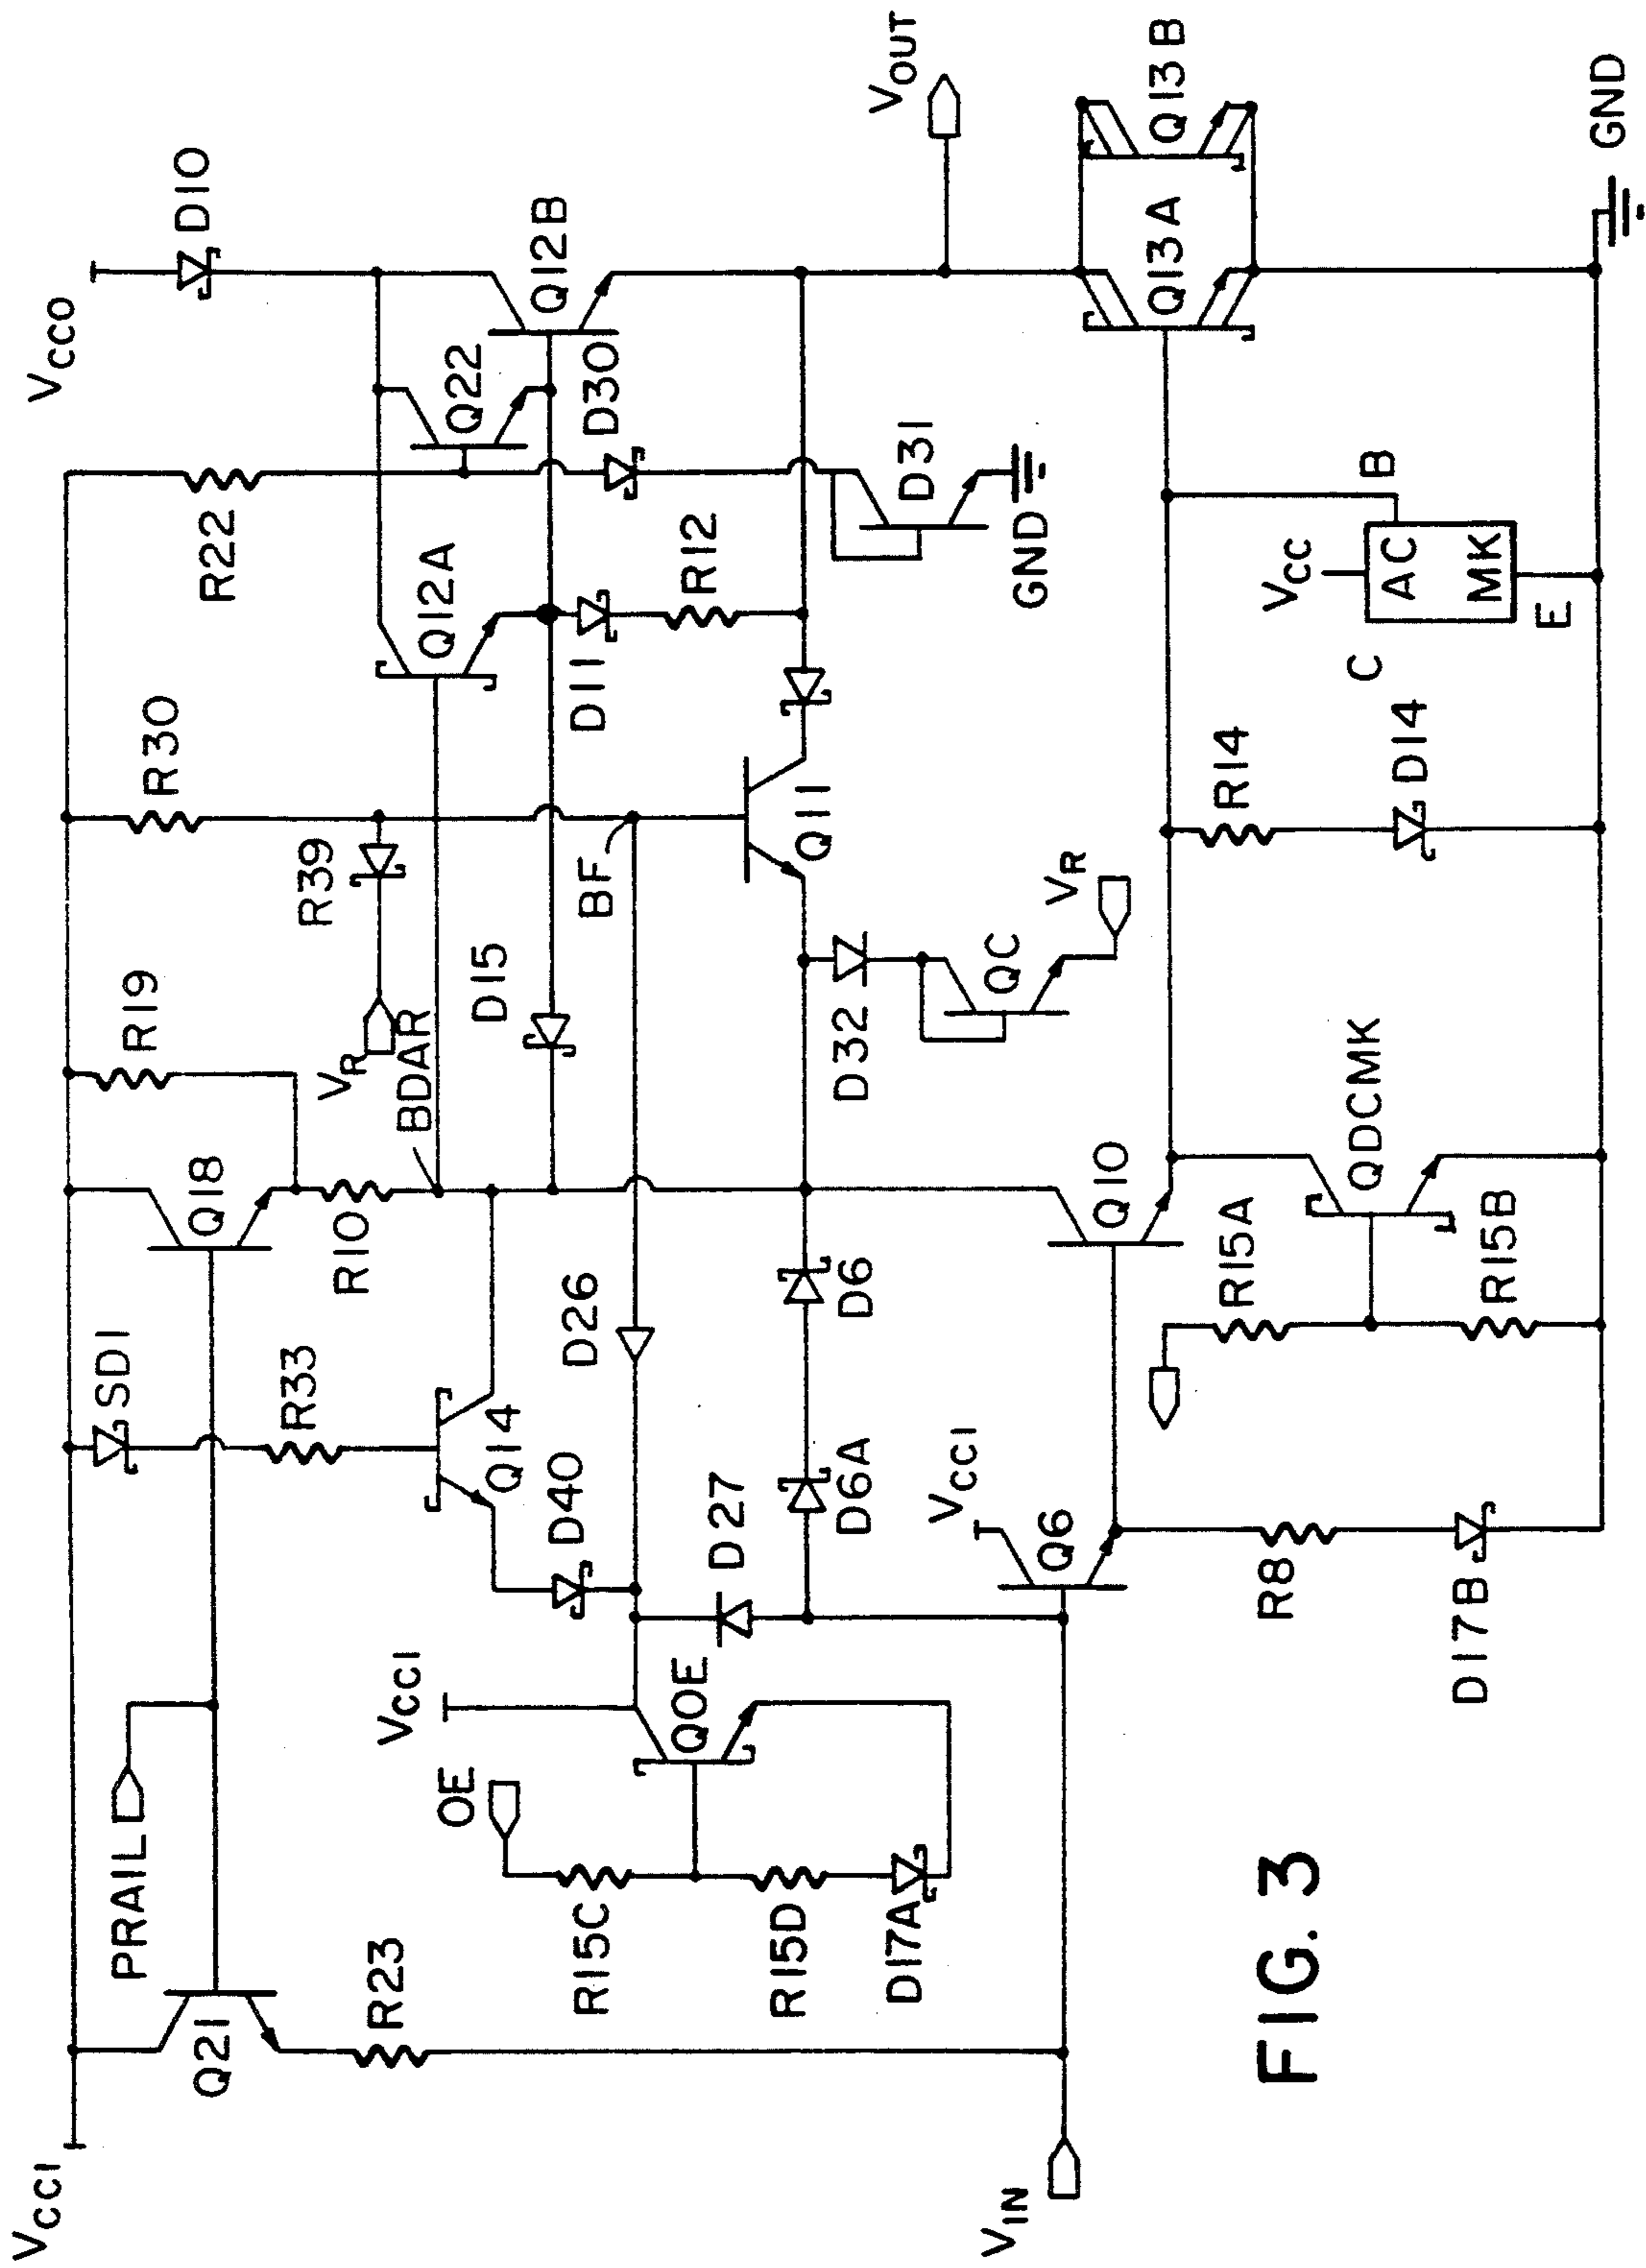 VCCO
D10
VCC1
R22
R30
R19
SD1
Q18
Q22
Q12B
Q12A
D30
PRAIL
Q21
R33
R39
VR
BDAR
R10
R23
D15
D11
R12
D31
GND
VOUT
Q14
D40
D26
BF
Q11
VCC1
OE
QOE
R15C
R15D
D17A
D27
D6A
D6
D32
QC
VR
Q13A
Q13B
VCC1
Q6
Q10
VIN
R8
D17B
R15A
R15B
QDCMK
R14
D14
VCC
AC
MK
B
C
E
GND
FIG. 3